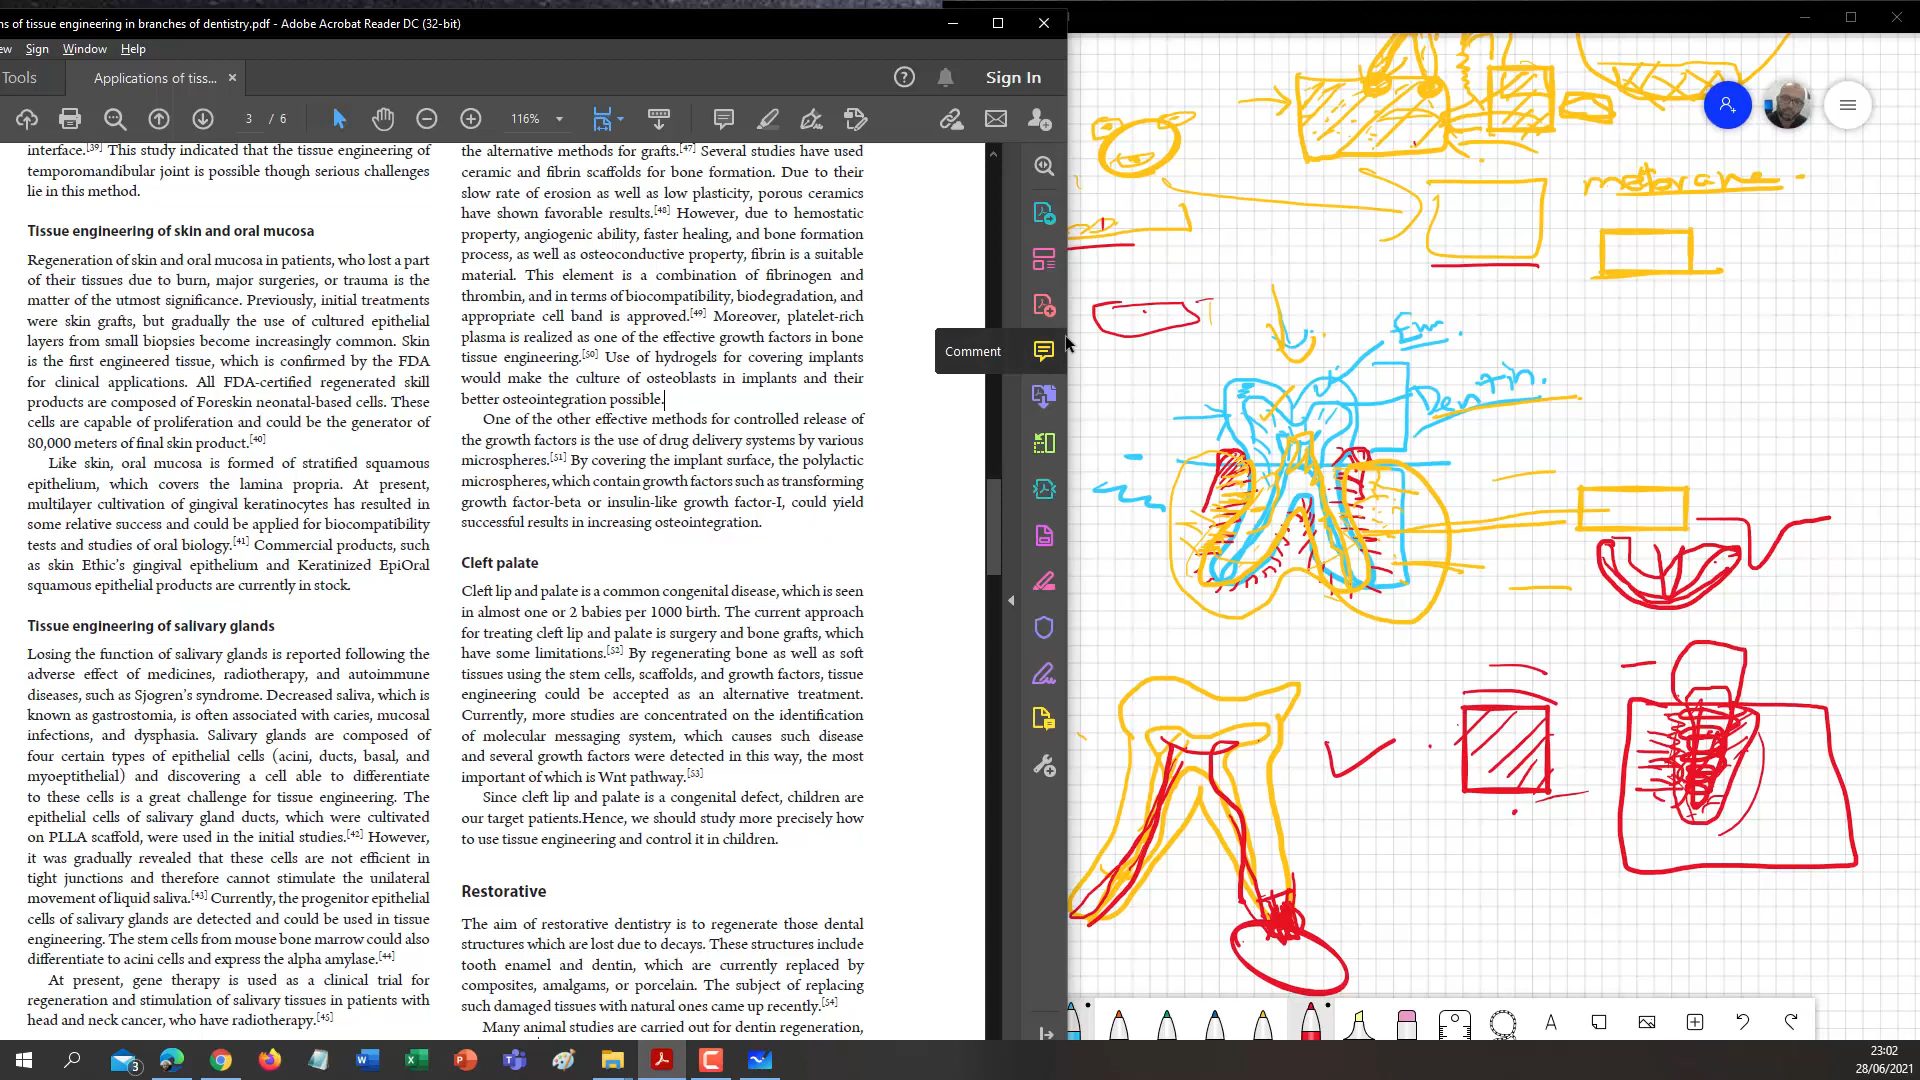 ns of tissue engineering in branches of dentistry.pdf - Adobe Acrobat Reader DC (32-bit)
ew Sign Window Help
Tools
Applications of tiss...
Sign In
3 / 6
116%
interface.[39] This study indicated that the tissue engineering of
temporomandibular joint is possible though serious challenges
lie in this method.
Tissue engineering of skin and oral mucosa
Regeneration of skin and oral mucosa in patients, who lost a part
of their tissues due to burn, major surgeries, or trauma is the
matter of the utmost significance. Previously, initial treatments
were skin grafts, but gradually the use of cultured epithelial
layers from small biopsies become increasingly common. Skin
is the first engineered tissue, which is confirmed by the FDA
for clinical applications. All FDA-certified regenerated skill
products are composed of Foreskin neonatal-based cells. These
cells are capable of proliferation and could be the generator of
80,000 meters of final skin product.[40]
Like skin, oral mucosa is formed of stratified squamous
epithelium, which covers the lamina propria. At present,
multilayer cultivation of gingival keratinocytes has resulted in
some relative success and could be applied for biocompatibility
tests and studies of oral biology.[41] Commercial products, such
as skin Ethic's gingival epithelium and Keratinized EpiOral
squamous epithelial products are currently in stock.
Tissue engineering of salivary glands
Losing the function of salivary glands is reported following the
adverse effect of medicines, radiotherapy, and autoimmune
diseases, such as Sjogren's syndrome. Decreased saliva, which is
known as gastrostomia, is often associated with caries, mucosal
infections, and dysphasia. Salivary glands are composed of
four certain types of epithelial cells (acini, ducts, basal, and
myoeptithelial) and discovering a cell able to differentiate
to these cells is a great challenge for tissue engineering. The
epithelial cells of salivary gland ducts, which were cultivated
on PLLA scaffold, were used in the initial studies.[42] However,
it was gradually revealed that these cells are not efficient in
tight junctions and therefore cannot stimulate the unilateral
movement of liquid saliva.[43] Currently, the progenitor epithelial
cells of salivary glands are detected and could be used in tissue
engineering. The stem cells from mouse bone marrow could also
differentiate to acini cells and express the alpha amylase.[44]
At present, gene therapy is used as a clinical trial for
regeneration and stimulation of salivary tissues in patients with
head and neck cancer, who have radiotherapy.[45]
the alternative methods for grafts.[47] Several studies have used
ceramic and fibrin scaffolds for bone formation. Due to their
slow rate of erosion as well as low plasticity, porous ceramics
have shown favorable results.[48] However, due to hemostatic
property, angiogenic ability, faster healing, and bone formation
process, as well as osteoconductive property, fibrin is a suitable
material. This element is a combination of fibrinogen and
thrombin, and in terms of biocompatibility, biodegradation, and
appropriate cell band is approved.[49] Moreover, platelet-rich
plasma is realized as one of the effective growth factors in bone
tissue engineering.[50] Use of hydrogels for covering implants
would make the culture of osteoblasts in implants and their
better osteointegration possible.
One of the other effective methods for controlled release of
the growth factors is the use of drug delivery systems by various
microspheres.[51] By covering the implant surface, the polylactic
microspheres, which contain growth factors such as transforming
growth factor-beta or insulin-like growth factor-I, could yield
successful results in increasing osteointegration.
Cleft palate
Cleft lip and palate is a common congenital disease, which is seen
in almost one or 2 babies per 1000 birth. The current approach
for treating cleft lip and palate is surgery and bone grafts, which
have some limitations.[52] By regenerating bone as well as soft
tissues using the stem cells, scaffolds, and growth factors, tissue
engineering could be accepted as an alternative treatment.
Currently, more studies are concentrated on the identification
of molecular messaging system, which causes such disease
and several growth factors were detected in this way, the most
important of which is Wnt pathway.[53]
Since cleft lip and palate is a congenital defect, children are
our target patients.Hence, we should study more precisely how
to use tissue engineering and control it in children.
Restorative
The aim of restorative dentistry is to regenerate those dental
structures which are lost due to decays. These structures include
tooth enamel and dentin, which are currently replaced by
composites, amalgams, or porcelain. The subject of replacing
such damaged tissues with natural ones came up recently.[54]
Many animal studies are carried out for dentin regeneration,
Comment
Dentin.
3
23:02
28/06/2021